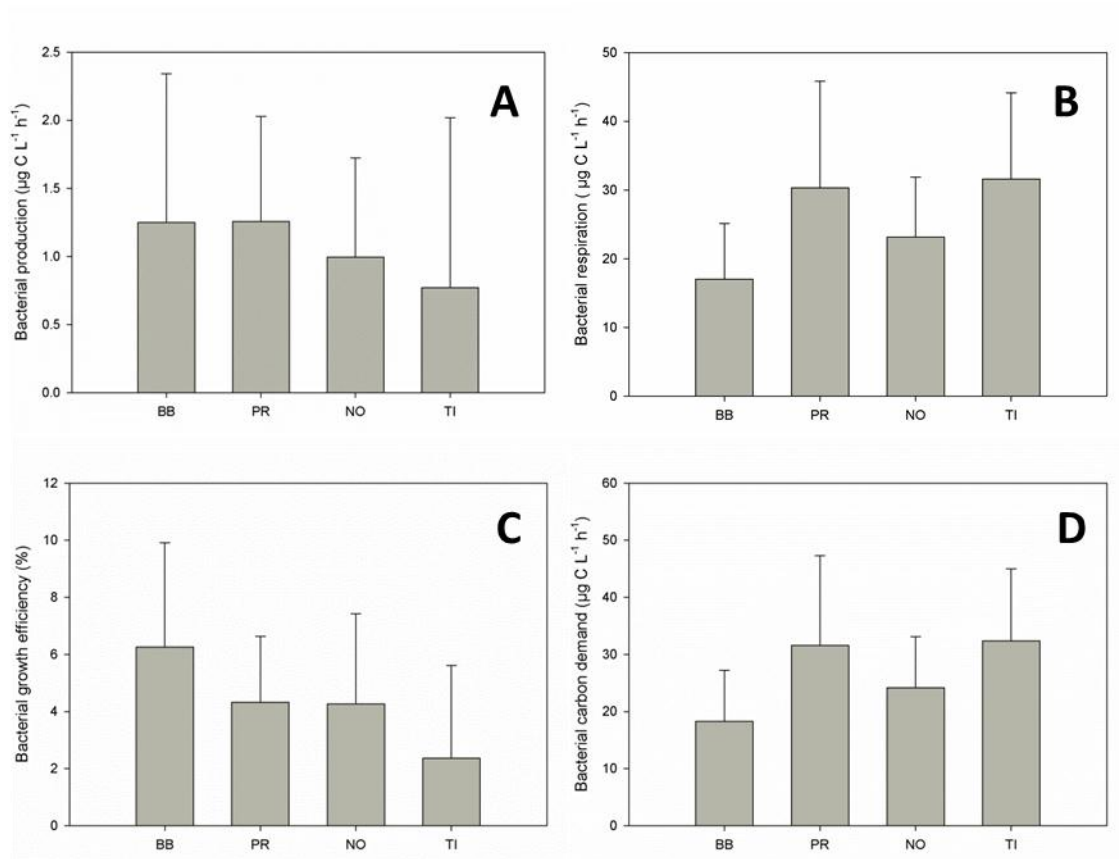 A
Bacterial production (µg C L⁻¹ h⁻¹)
2.5
2.0
1.5
1.0
0.5
0.0
BB PR NO TI
B
Bacterial respiration ( µg C L⁻¹ h⁻¹)
50
40
30
20
10
0
BB PR NO TI
C
Bacterial growth efficiency (%)
12
10
8
6
4
2
0
BB PR NO TI
D
Bacterial carbon demand (µg C L⁻¹ h⁻¹)
60
50
40
30
20
10
0
BB PR NO TI